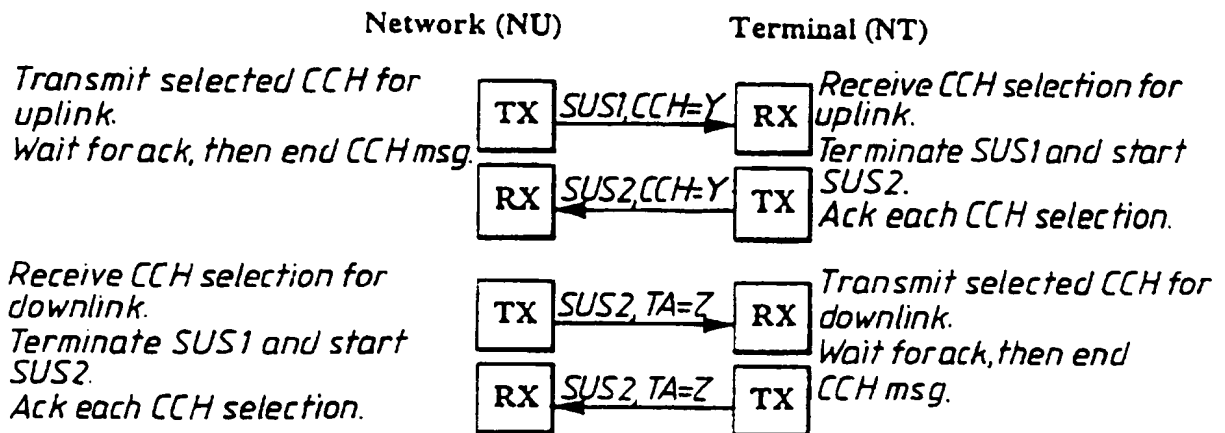 Network (NU) Terminal (NT)
Transmit selected CCH for
uplink.
Wait for ack, then end CCH msg.
TX SUS1,CCH=Y RX
Receive CCH selection for
uplink.
Terminate SUS1 and start
SUS2.
Ack each CCH selection.
RX SUS2,CCH=Y TX
Receive CCH selection for
downlink.
Terminate SUS1 and start
SUS2.
Ack each CCH selection.
TX SUS2, TA=Z RX
Transmit selected CCH for
downlink.
Wait for ack, then end
CCH msg.
RX SUS2, TA=Z TX